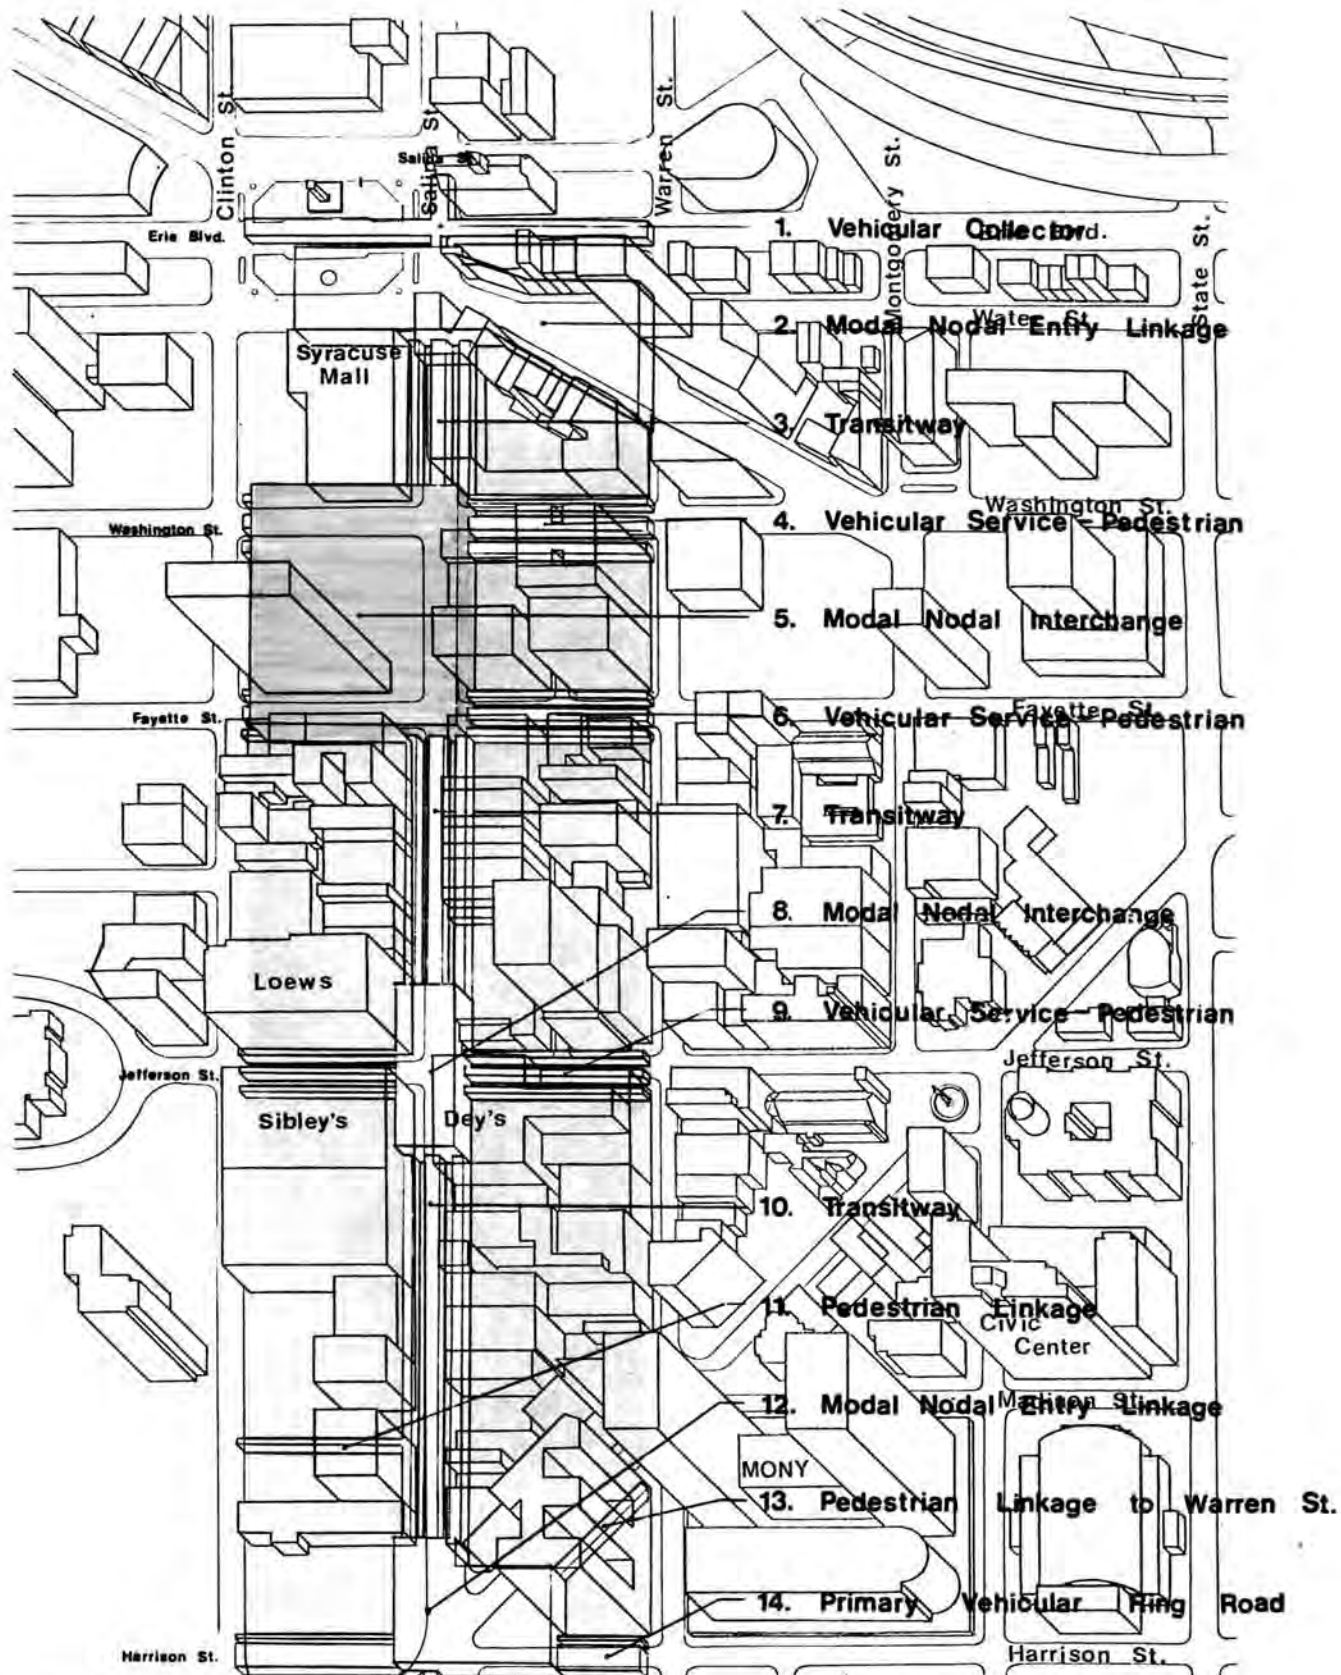 Clinton St.
Salina St.
Warren St.
Montgomery St.
State St.
Salina St.
Erie Blvd.
1. Vehicular Collector
Erie Blvd.
Water St.
2. Modal Nodal Entry Linkage
Syracuse
Mall
3. Transitway
Washington St.
Washington St.
4. Vehicular Service-Pedestrian
5. Modal Nodal Interchange
Fayette St.
Fayette St.
6. Vehicular Service-Pedestrian
7. Transitway
8. Modal Nodal Interchange
Loews
9. Vehicular Service-Pedestrian
Jefferson St.
Jefferson St.
Sibley's
Dey's
10. Transitway
11. Pedestrian Linkage
Civic
Center
Madison St.
12. Modal Nodal Entry Linkage
MONY
13. Pedestrian Linkage to Warren St.
14. Primary Vehicular Ring Road
Harrison St.
Harrison St.